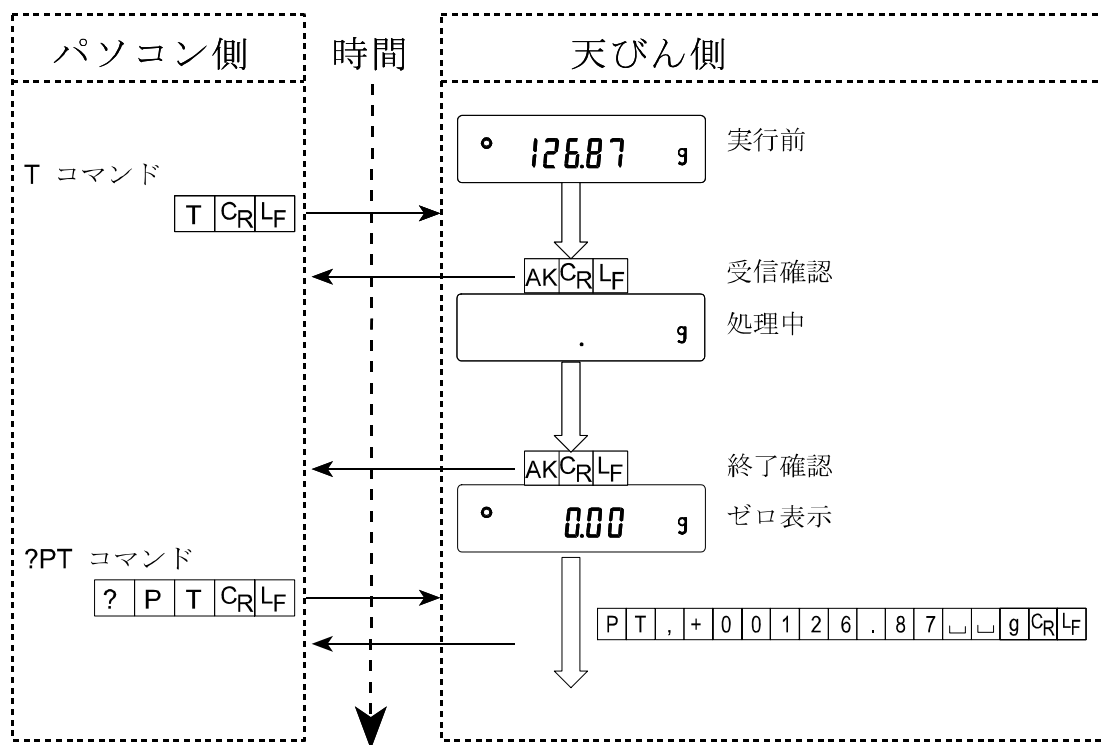 パソコン側 時間 天びん側
126.87 g 実行前
T コマンド
T CR LF
AK CR LF 受信確認
. g 処理中
AK CR LF 終了確認
0.00 g ゼロ表示
?PT コマンド
? P T CR LF
P T , + 0 0 1 2 6 . 8 7 ␣ ␣ g CR LF